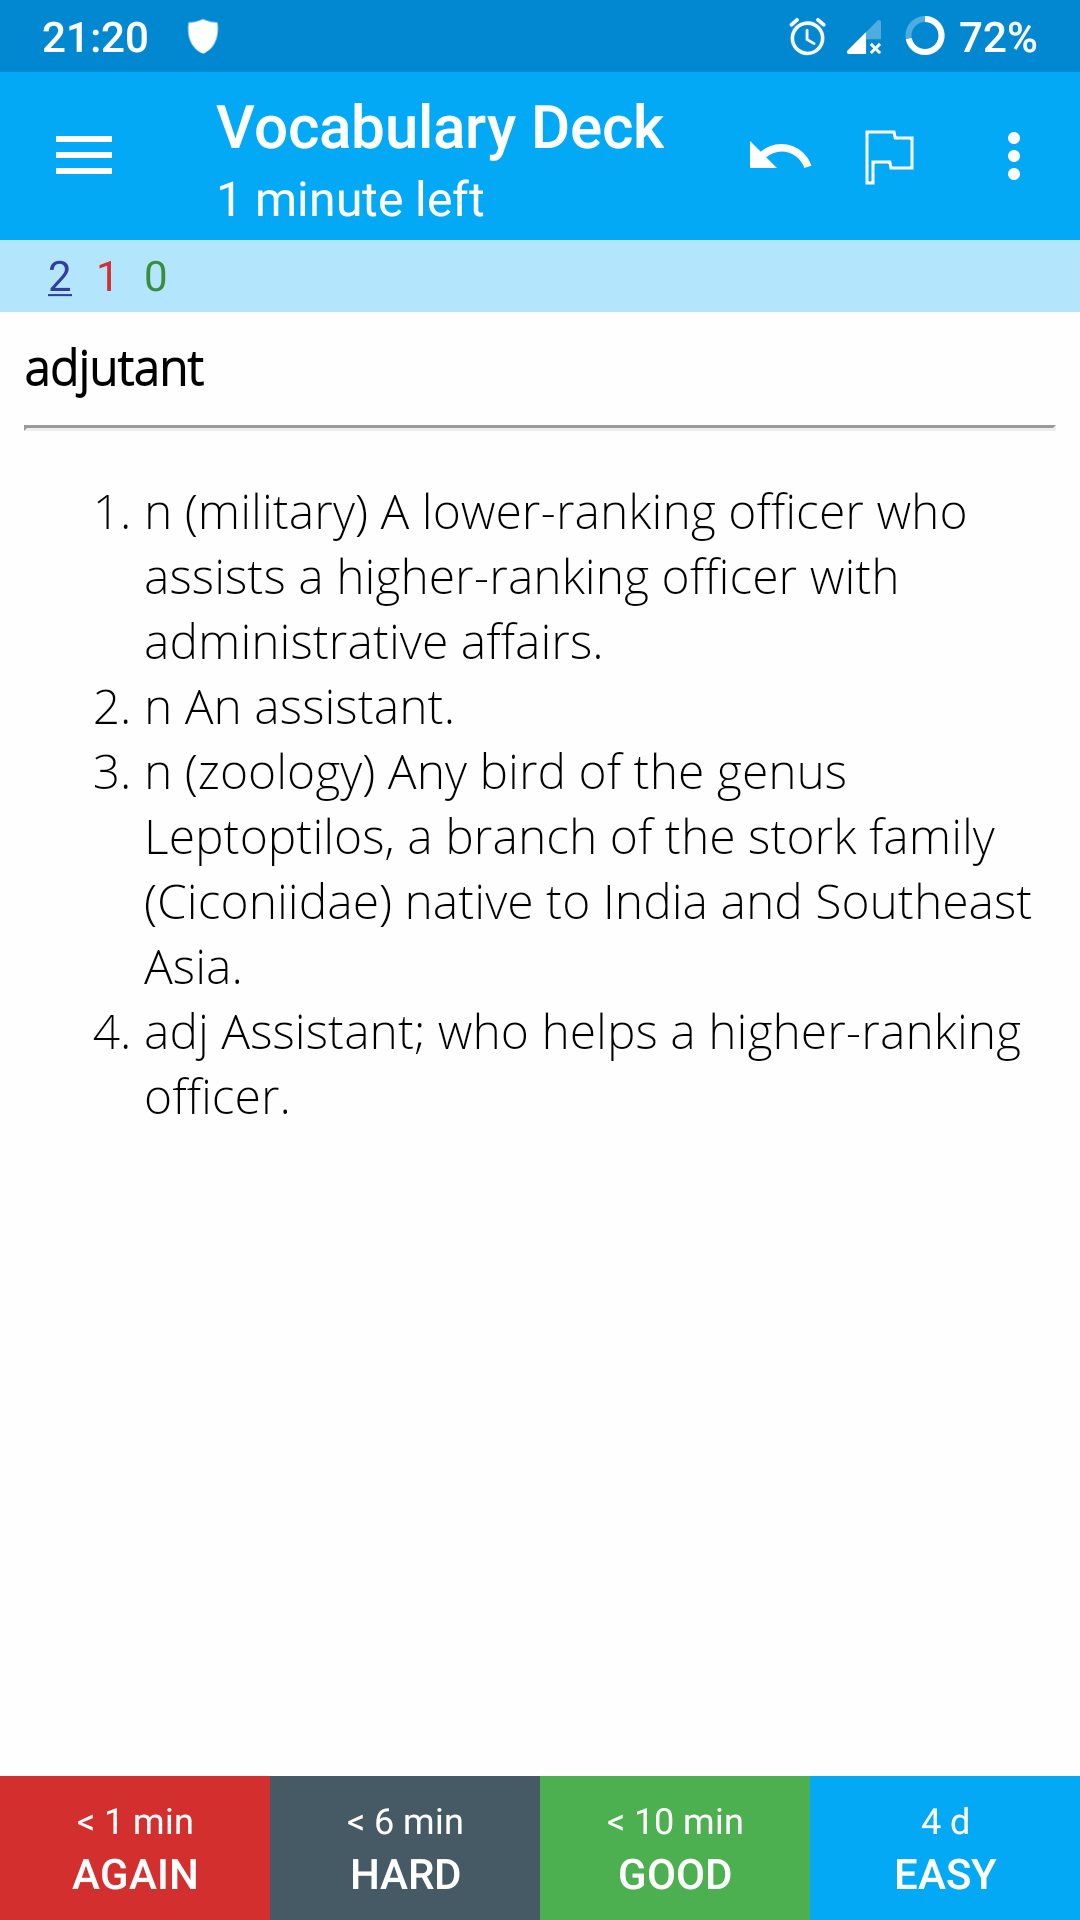 21:20 72%
Vocabulary Deck
1 minute left
2 1 0
adjutant
1. n (military) A lower-ranking officer who
assists a higher-ranking officer with
administrative affairs.
2. n An assistant.
3. n (zoology) Any bird of the genus
Leptoptilos, a branch of the stork family
(Ciconiidae) native to India and Southeast
Asia.
4. adj Assistant; who helps a higher-ranking
officer.
< 1 min < 6 min < 10 min 4 d
AGAIN HARD GOOD EASY